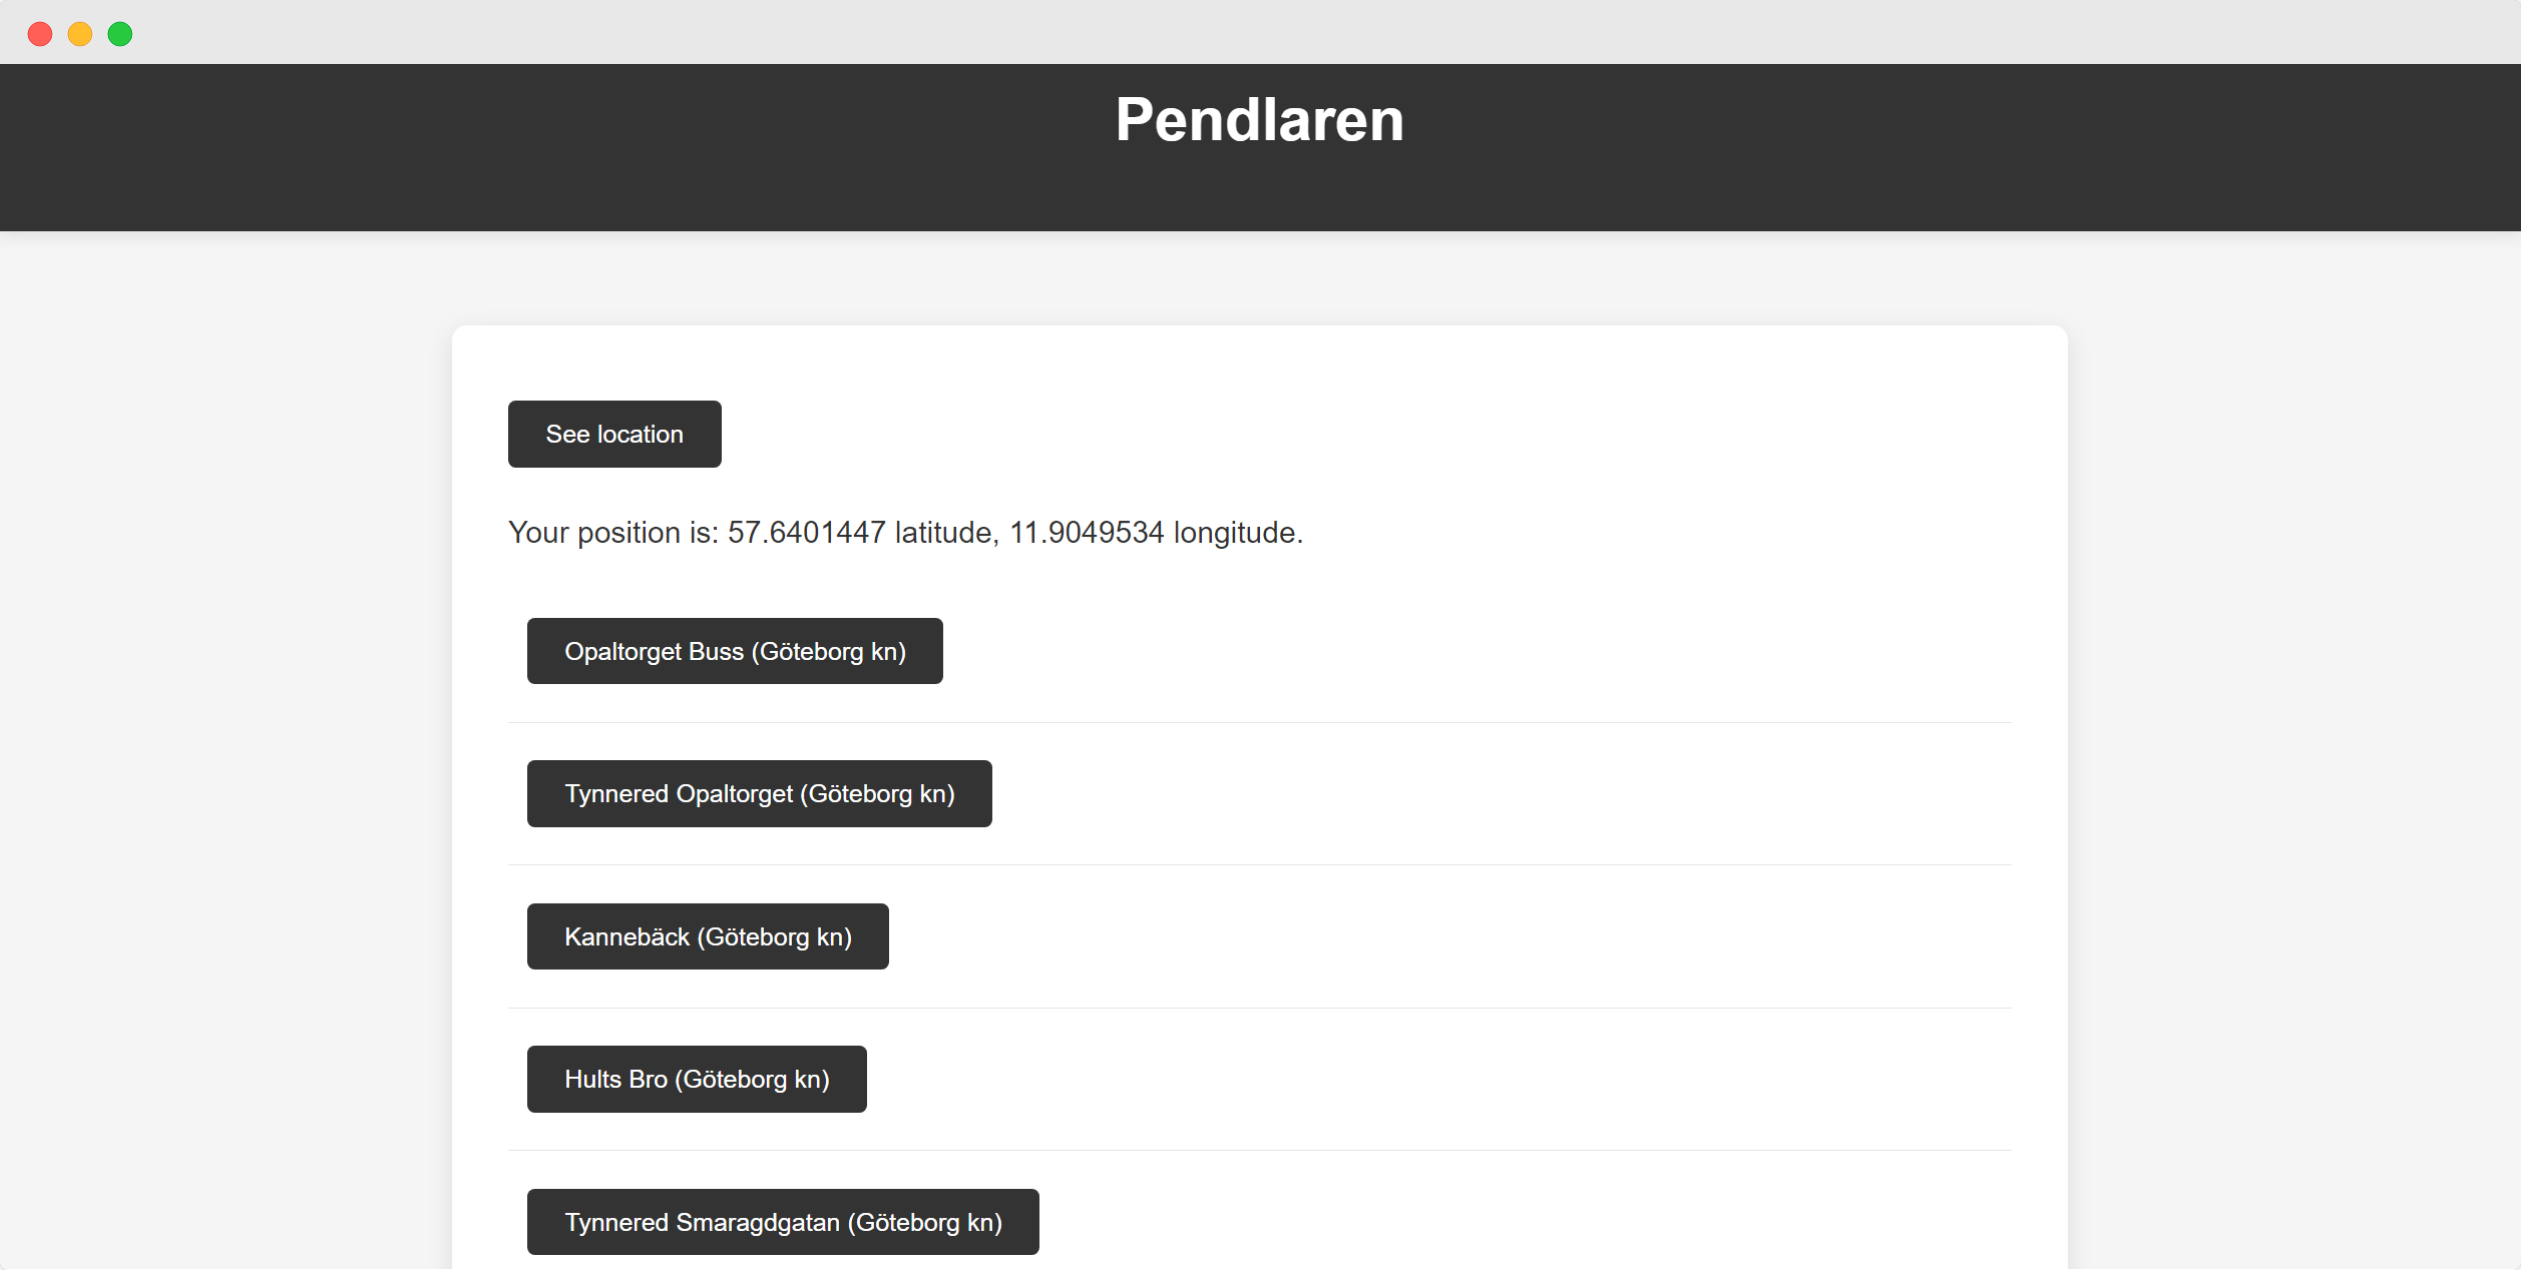 Pendlaren
See location
Your position is: 57.6401447 latitude, 11.9049534 longitude.
Opaltorget Buss (Göteborg kn)
Tynnered Opaltorget (Göteborg kn)
Kannebäck (Göteborg kn)
Hults Bro (Göteborg kn)
Tynnered Smaragdgatan (Göteborg kn)